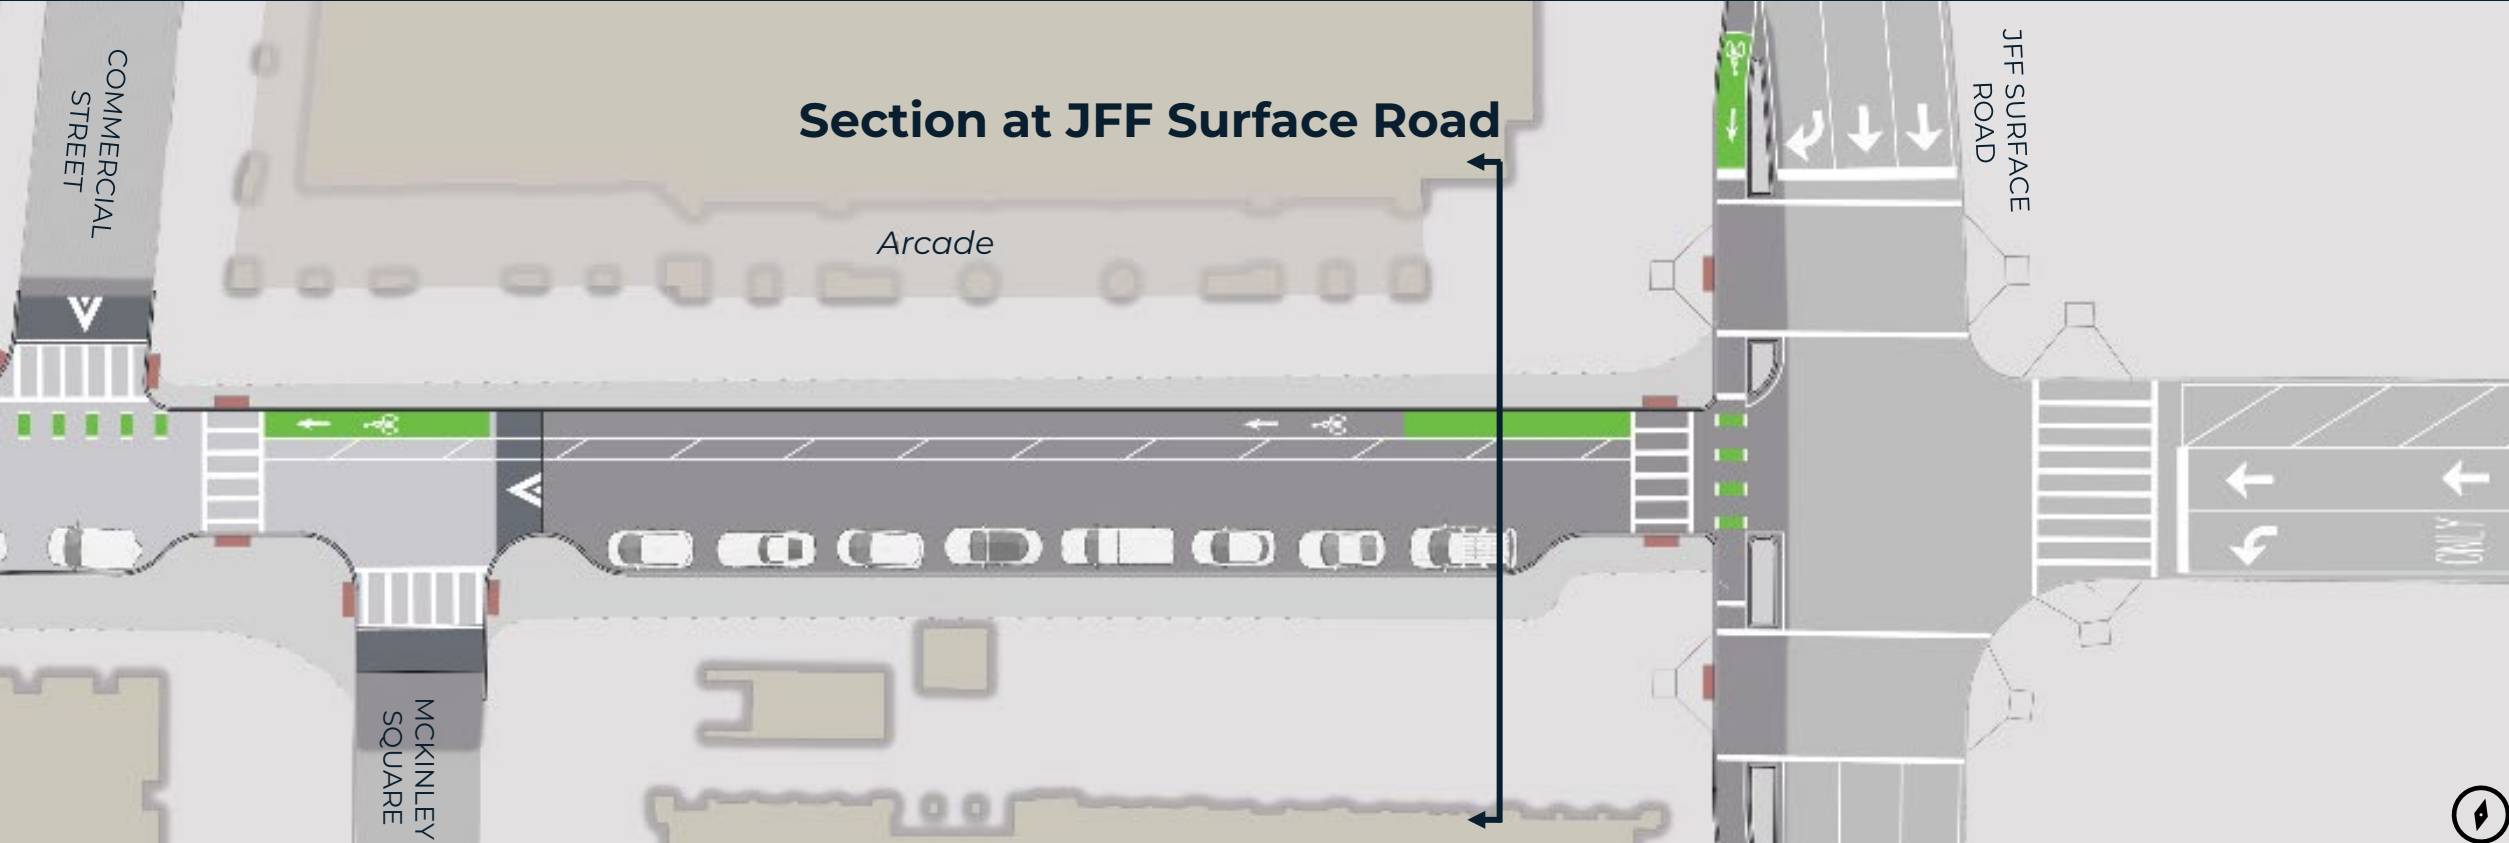 COMMERCIAL
STREET
Section at JFF Surface Road
JFF SURFACE
ROAD
Arcade
ONLY
MCKINLEY
SQUARE